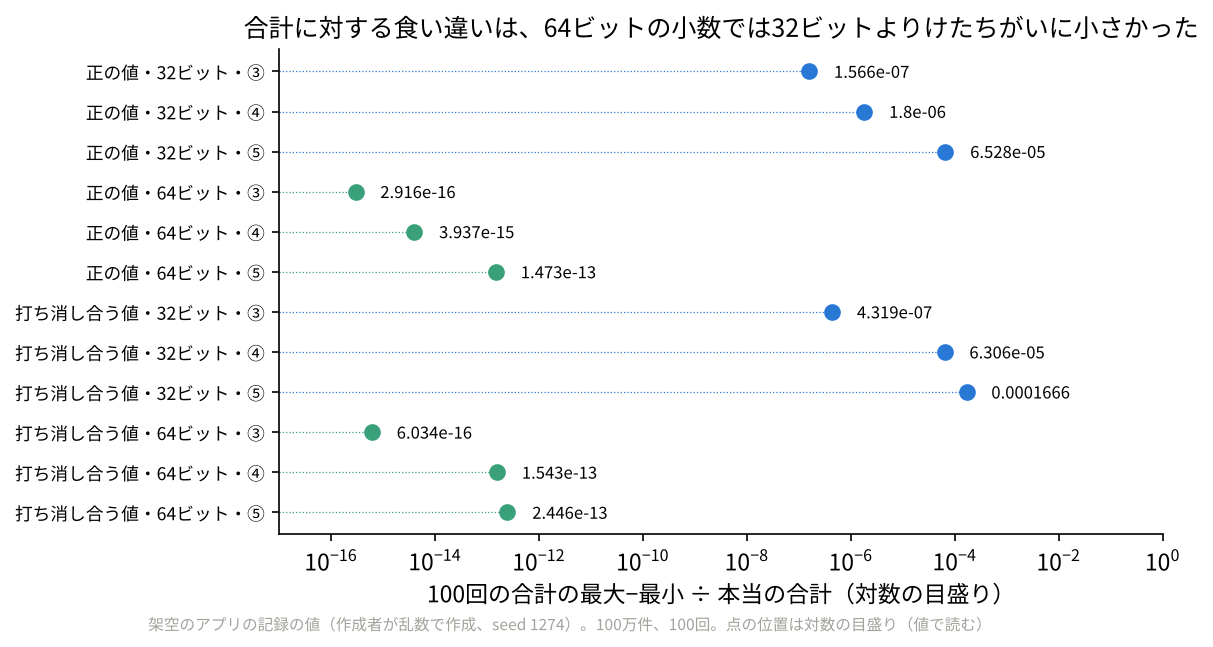 合計に対する食い違いは、64ビットの小数では32ビットよりけたちがいに小さかった
正の値・32ビット・③ 1.566e-07
正の値・32ビット・④ 1.8e-06
正の値・32ビット・⑤ 6.528e-05
正の値・64ビット・③ 2.916e-16
正の値・64ビット・④ 3.937e-15
正の値・64ビット・⑤ 1.473e-13
打ち消し合う値・32ビット・③ 4.319e-07
打ち消し合う値・32ビット・④ 6.306e-05
打ち消し合う値・32ビット・⑤ 0.0001666
打ち消し合う値・64ビット・③ 6.034e-16
打ち消し合う値・64ビット・④ 1.543e-13
打ち消し合う値・64ビット・⑤ 2.446e-13
10⁻¹⁶ 10⁻¹⁴ 10⁻¹² 10⁻¹⁰ 10⁻⁸ 10⁻⁶ 10⁻⁴ 10⁻² 10⁰
100回の合計の最大−最小 ÷ 本当の合計（対数の目盛り）
架空のアプリの記録の値（作成者が乱数で作成、seed 1274）。100万件、100回。点の位置は対数の目盛り（値で読む）